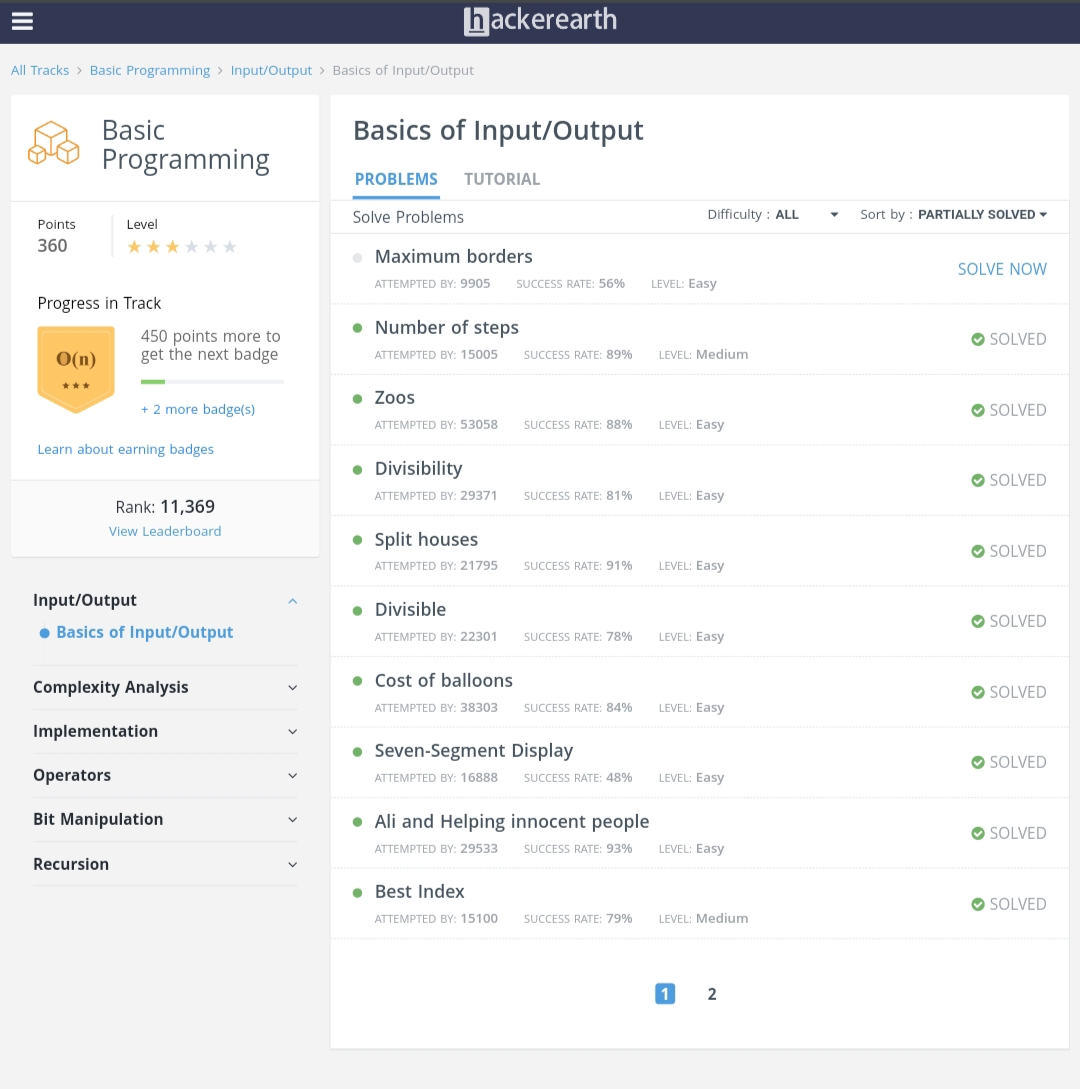 hackerearth
All Tracks > Basic Programming > Input/Output > Basics of Input/Output
Basic
Programming
Points
360
Level
Progress in Track
O(n)
450 points more to
get the next badge
+ 2 more badge(s)
Learn about earning badges
Rank: 11,369
View Leaderboard
Input/Output
Basics of Input/Output
Complexity Analysis
Implementation
Operators
Bit Manipulation
Recursion
Basics of Input/Output
PROBLEMS TUTORIAL
Solve Problems Difficulty : ALL Sort by : PARTIALLY SOLVED
Maximum borders
ATTEMPTED BY: 9905 SUCCESS RATE: 56% LEVEL: Easy
SOLVE NOW
Number of steps
ATTEMPTED BY: 15005 SUCCESS RATE: 89% LEVEL: Medium
SOLVED
Zoos
ATTEMPTED BY: 53058 SUCCESS RATE: 88% LEVEL: Easy
SOLVED
Divisibility
ATTEMPTED BY: 29371 SUCCESS RATE: 81% LEVEL: Easy
SOLVED
Split houses
ATTEMPTED BY: 21795 SUCCESS RATE: 91% LEVEL: Easy
SOLVED
Divisible
ATTEMPTED BY: 22301 SUCCESS RATE: 78% LEVEL: Easy
SOLVED
Cost of balloons
ATTEMPTED BY: 38303 SUCCESS RATE: 84% LEVEL: Easy
SOLVED
Seven-Segment Display
ATTEMPTED BY: 16888 SUCCESS RATE: 48% LEVEL: Easy
SOLVED
Ali and Helping innocent people
ATTEMPTED BY: 29533 SUCCESS RATE: 93% LEVEL: Easy
SOLVED
Best Index
ATTEMPTED BY: 15100 SUCCESS RATE: 79% LEVEL: Medium
SOLVED
1 2